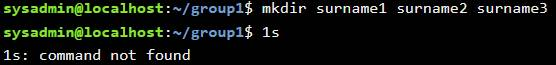 sysadmin@localhost:~/group1$ mkdir surname1 surname2 surname3
sysadmin@localhost:~/group1$ 1s
1s: command not found